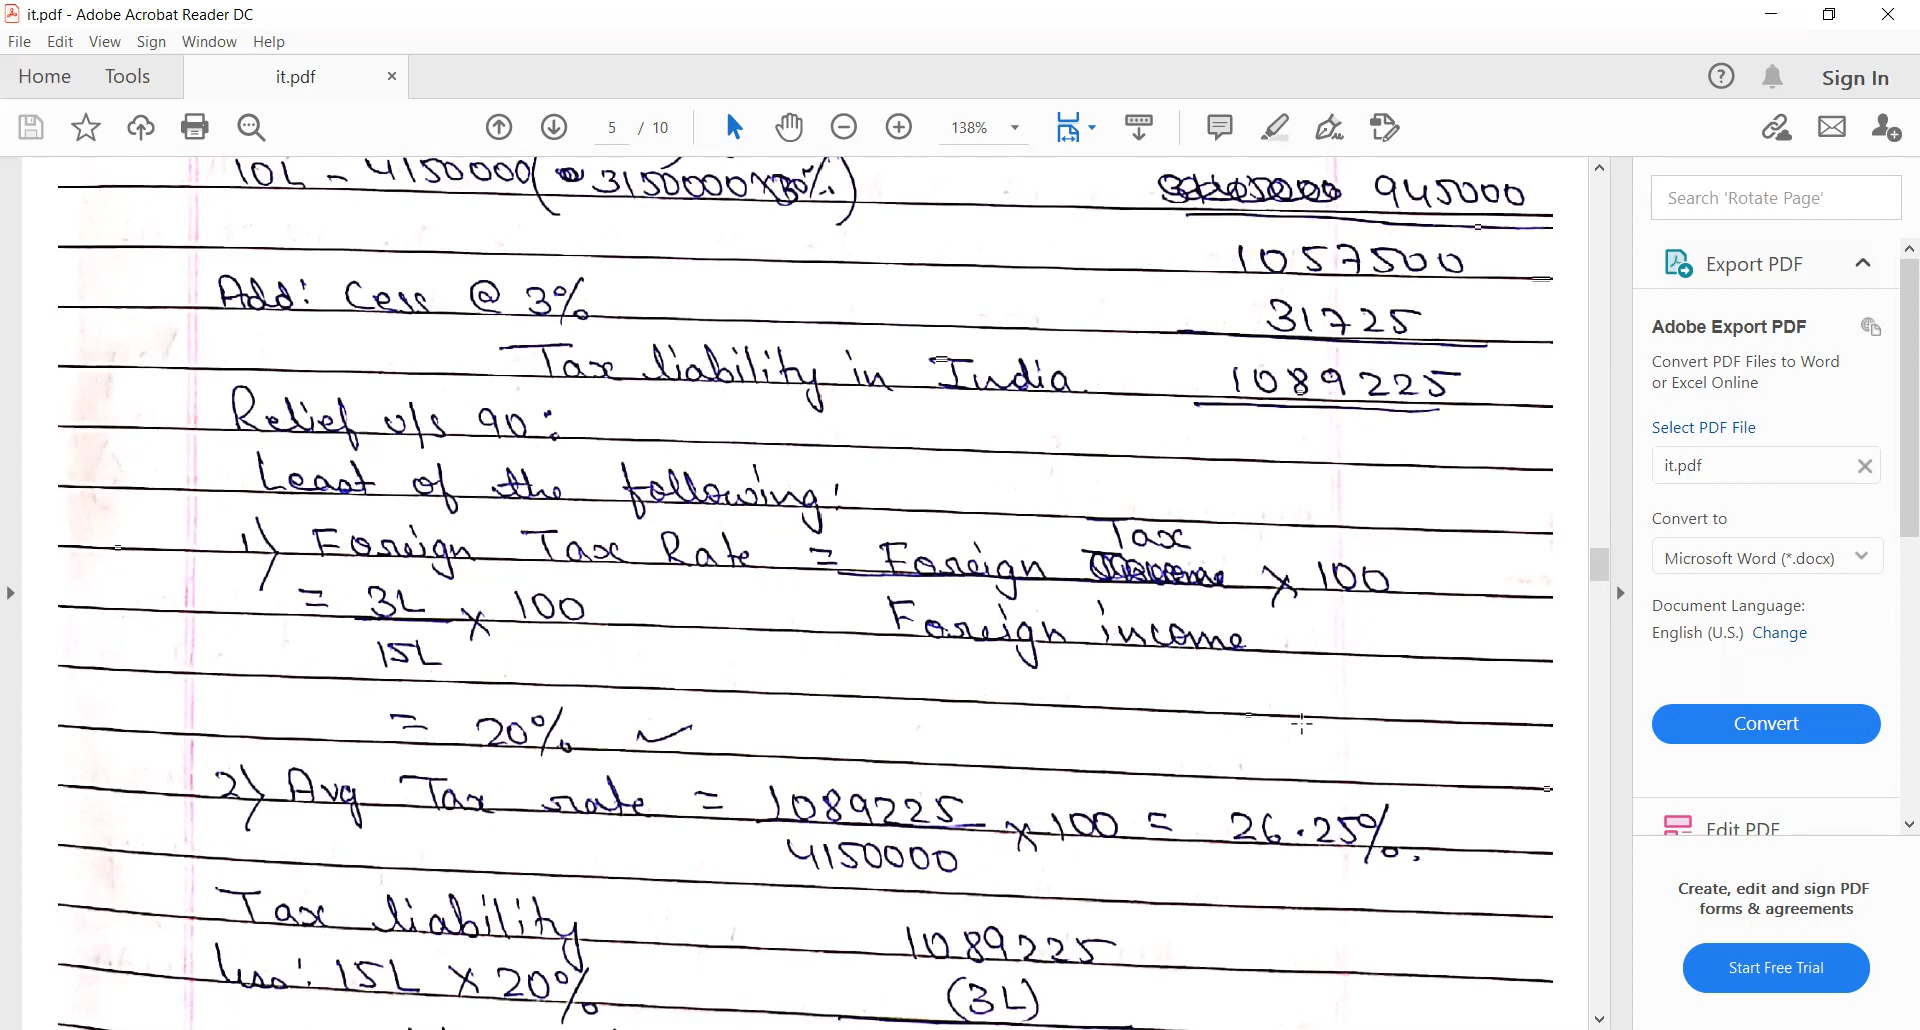 it.pdf - Adobe Acrobat Reader DC
File Edit View Sign Window Help
Home Tools it.pdf ×
Sign In
5 / 10 138%
10L - 4150000 (3150000x30%) 945000
1057500
Add: Cess @ 3% 31725
Tax liability in India 1089225
Relief u/s 90:
Least of the following:
1) Foreign Tax Rate = Foreign Tax x 100
Foreign income
= 3L x 100
15L
= 20% ✓
2) Avg Tax rate = 1089225 x 100 = 26.25%.
4150000
Tax liability 1089225
Less: 15L x 20% (3L)
Search 'Rotate Page'
Export PDF
Adobe Export PDF
Convert PDF Files to Word
or Excel Online
Select PDF File
it.pdf
Convert to
Microsoft Word (*.docx)
Document Language:
English (U.S.) Change
Convert
Edit PDF
Create, edit and sign PDF
forms & agreements
Start Free Trial